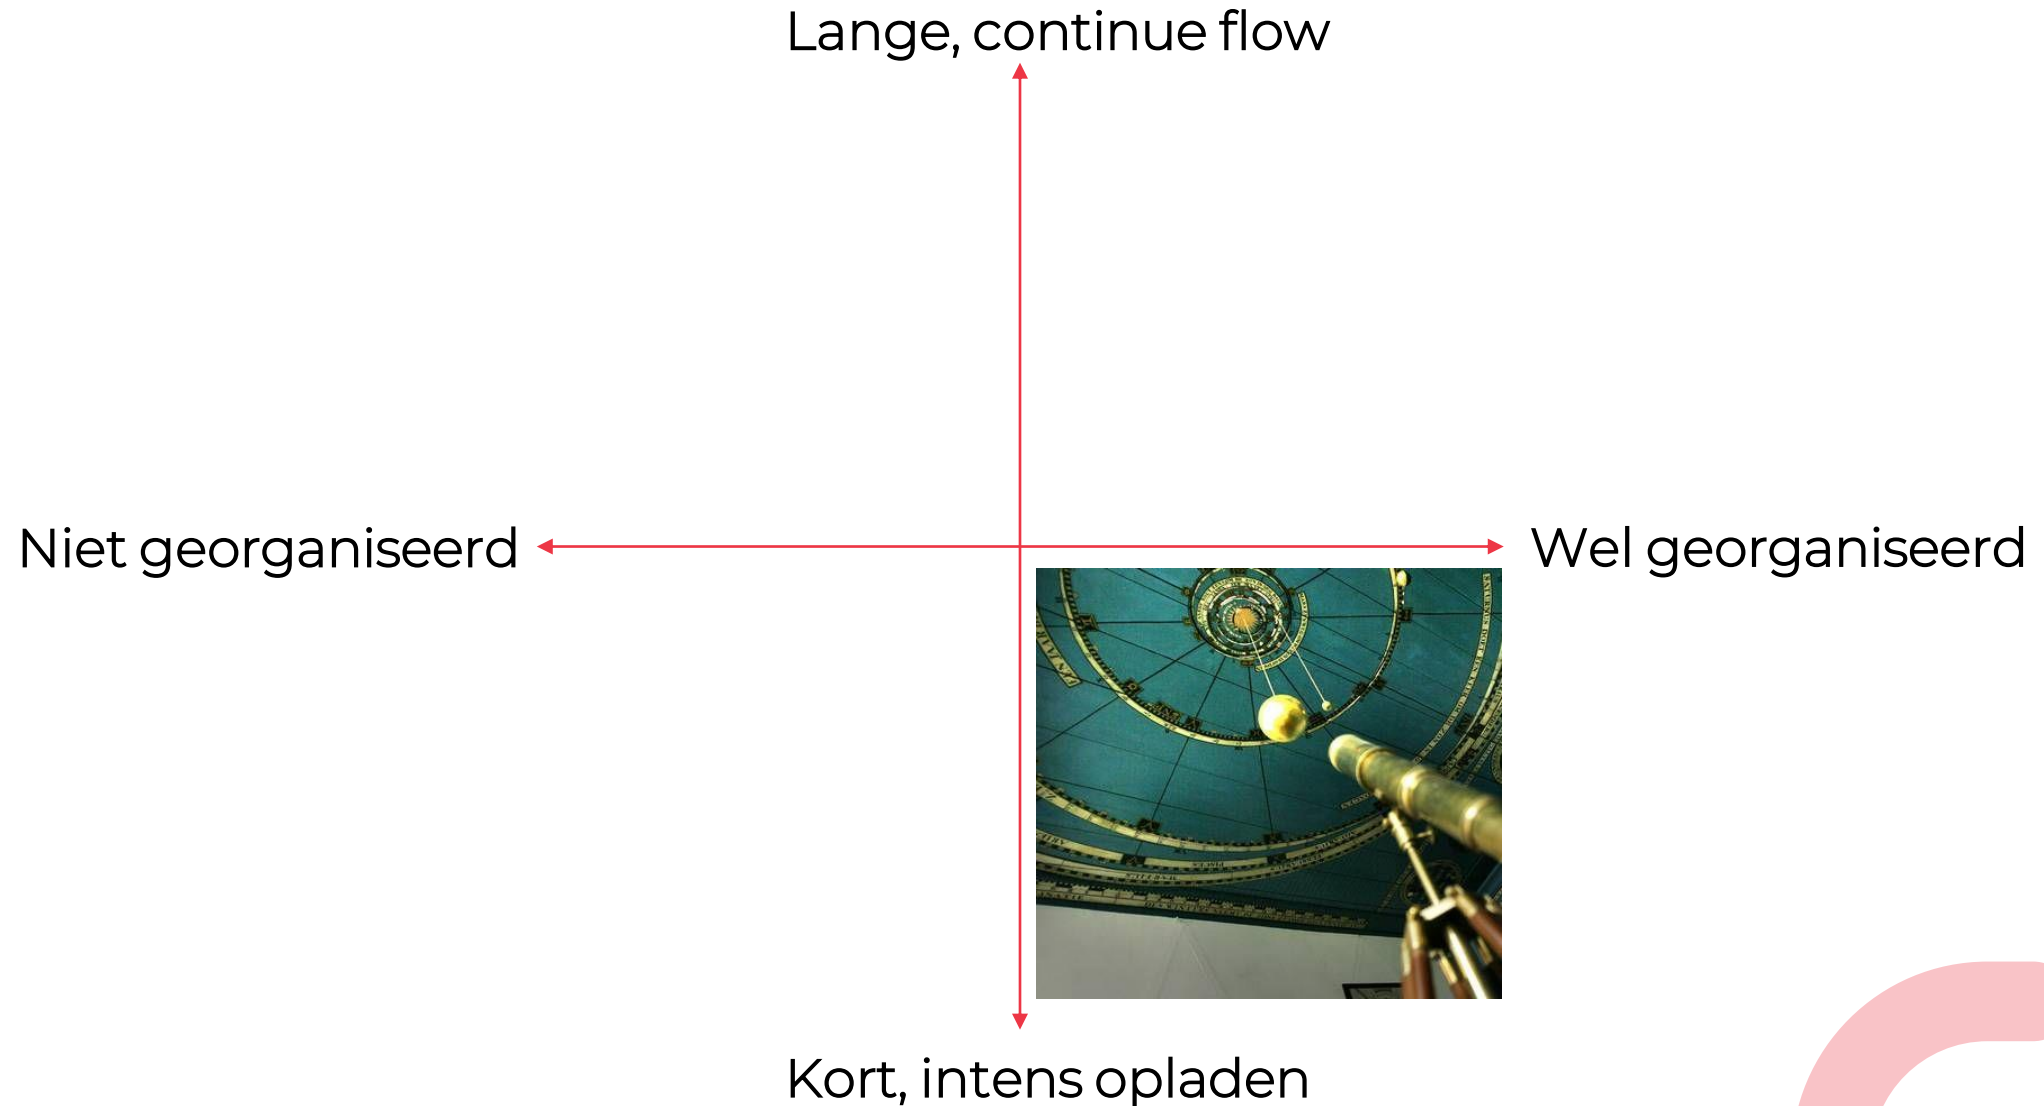 Lange, continue flow
Niet georganiseerd
Wel georganiseerd
Kort, intens opladen